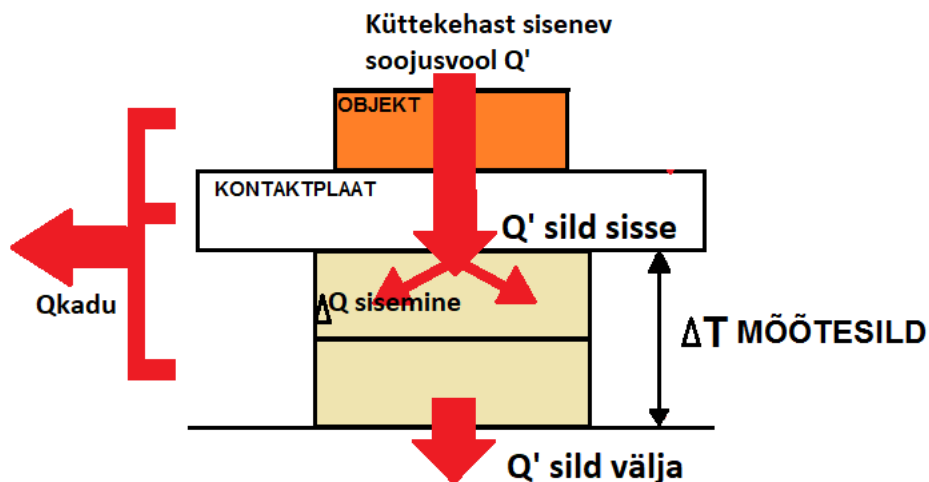 Küttekehast sisenev
soojusvool Q'
OBJEKT
KONTAKTPLAAT
Q' sild sisse
Qkadu
ΔQ sisemine
ΔT MÕÕTESILD
Q' sild välja